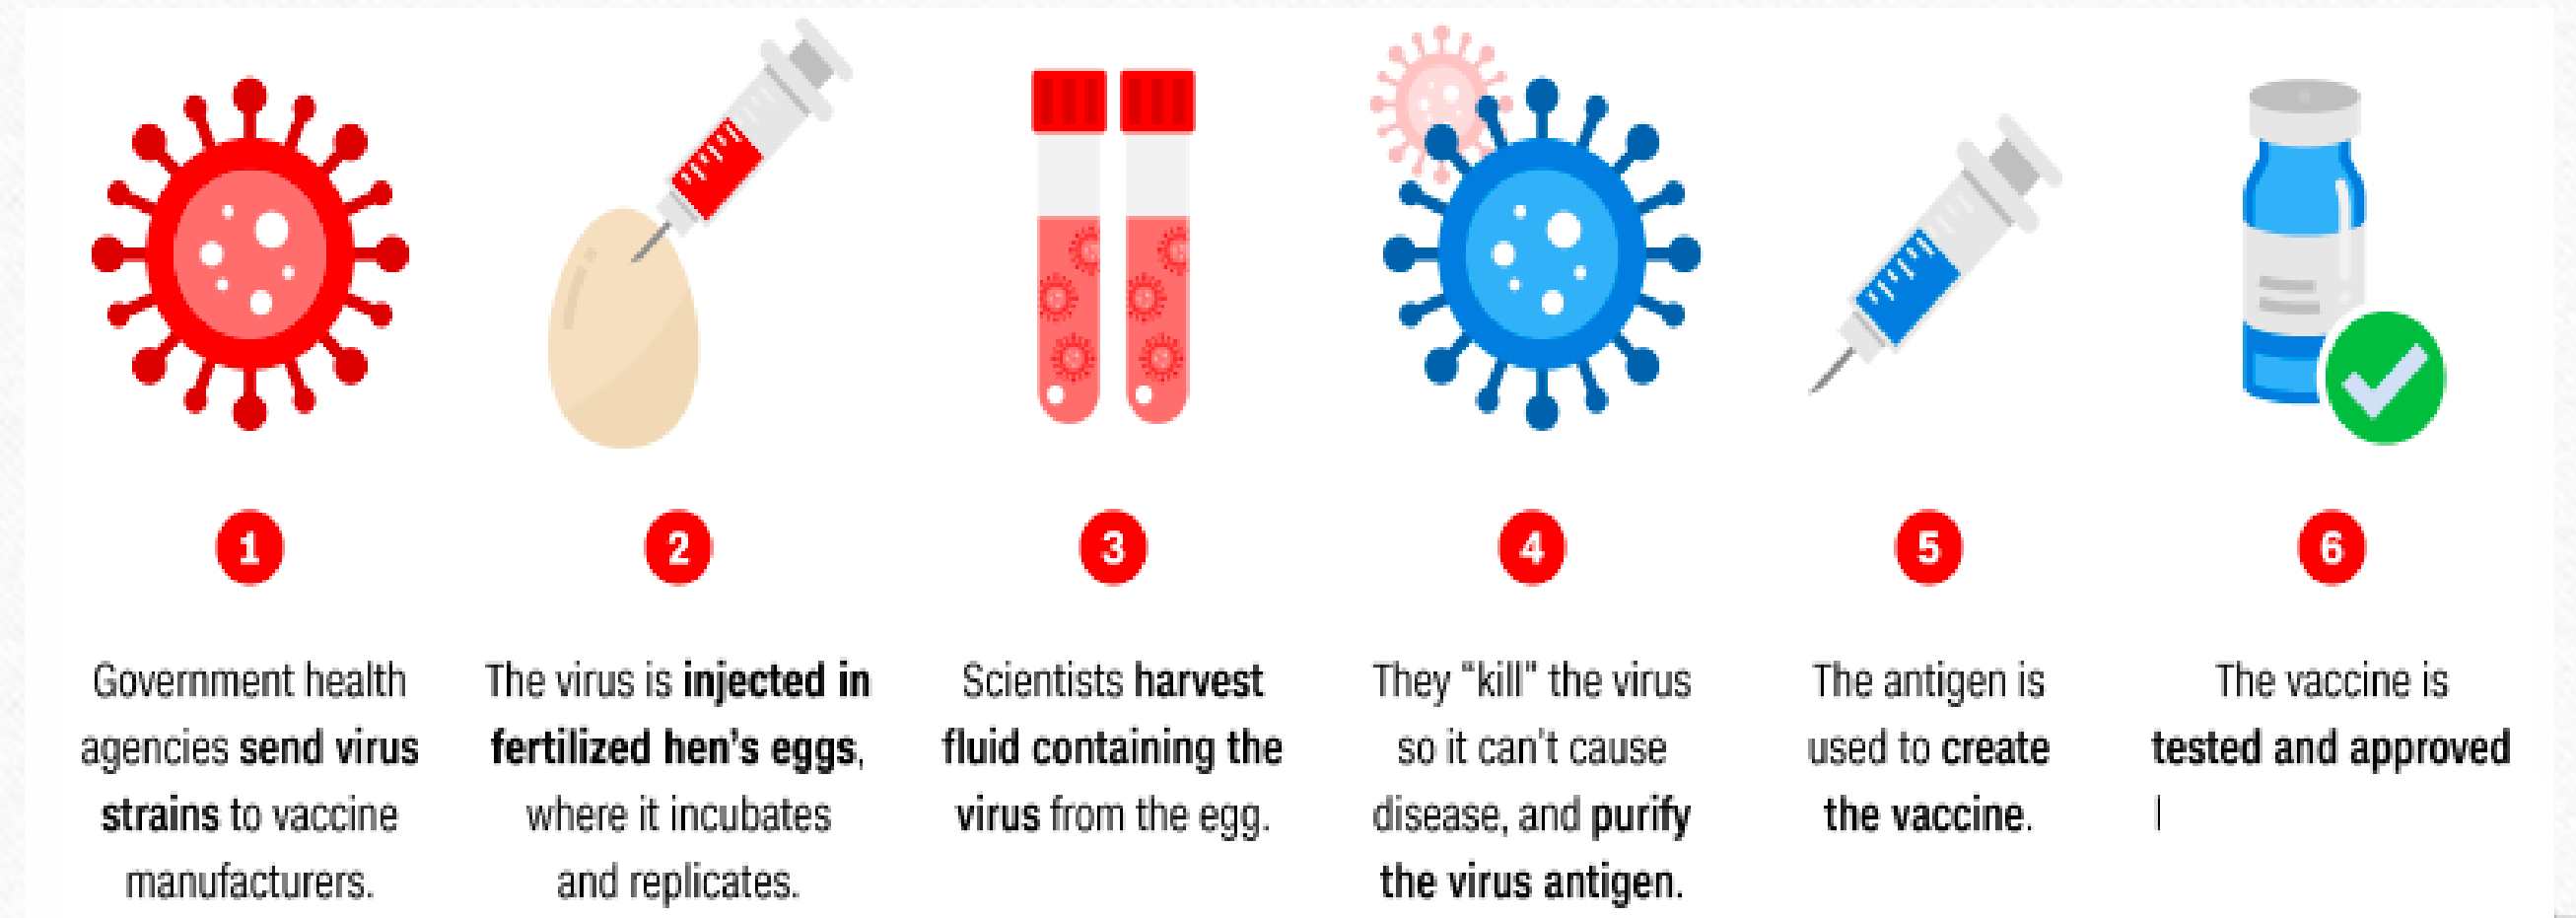 1
Government health
agencies send virus
strains to vaccine
manufacturers.
2
The virus is injected in
fertilized hen's eggs,
where it incubates
and replicates.
3
Scientists harvest
fluid containing the
virus from the egg.
4
They “kill” the virus
so it can't cause
disease, and purify
the virus antigen.
5
The antigen is
used to create
the vaccine.
6
The vaccine is
tested and approved